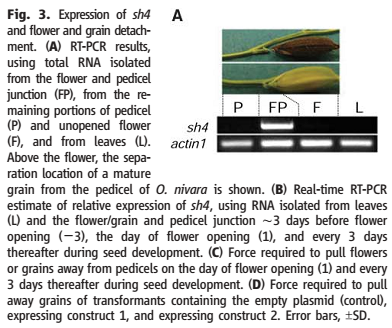 Fig. 3. Expression of sh4
and flower and grain detach-
ment. (A) RT-PCR results,
using total RNA isolated
from the flower and pedicel
junction (FP), from the re-
maining portions of pedicel
(P) and unopened flower
(F), and from leaves (L).
Above the flower, the sepa-
ration location of a mature
grain from the pedicel of O. nivara is shown. (B) Real-time RT-PCR
estimate of relative expression of sh4, using RNA isolated from leaves
(L) and the flower/grain and pedicel junction ~3 days before flower
opening (−3), the day of flower opening (1), and every 3 days
thereafter during seed development. (C) Force required to pull flowers
or grains away from pedicels on the day of flower opening (1) and every
3 days thereafter during seed development. (D) Force required to pull
away grains of transformants containing the empty plasmid (control),
expressing construct 1, and expressing construct 2. Error bars, ±SD.
A
P FP F L
sh4
actin1